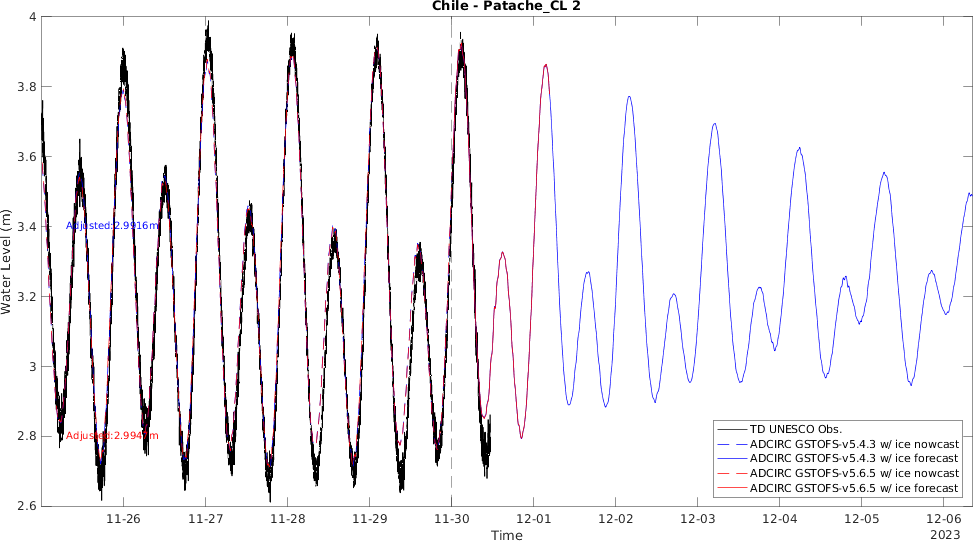 Chile - Patache_CL 2
Water Level (m)
4
3.8
3.6
3.4
3.2
3
2.8
2.6
Adjusted:2.9916m
Adjusted:2.994 m
TD UNESCO Obs.
ADCIRC GSTOFS-v5.4.3 w/ ice nowcast
ADCIRC GSTOFS-v5.4.3 w/ ice forecast
ADCIRC GSTOFS-v5.6.5 w/ ice nowcast
ADCIRC GSTOFS-v5.6.5 w/ ice forecast
11-26 11-27 11-28 11-29 11-30 12-01 12-02 12-03 12-04 12-05 12-06
Time
2023